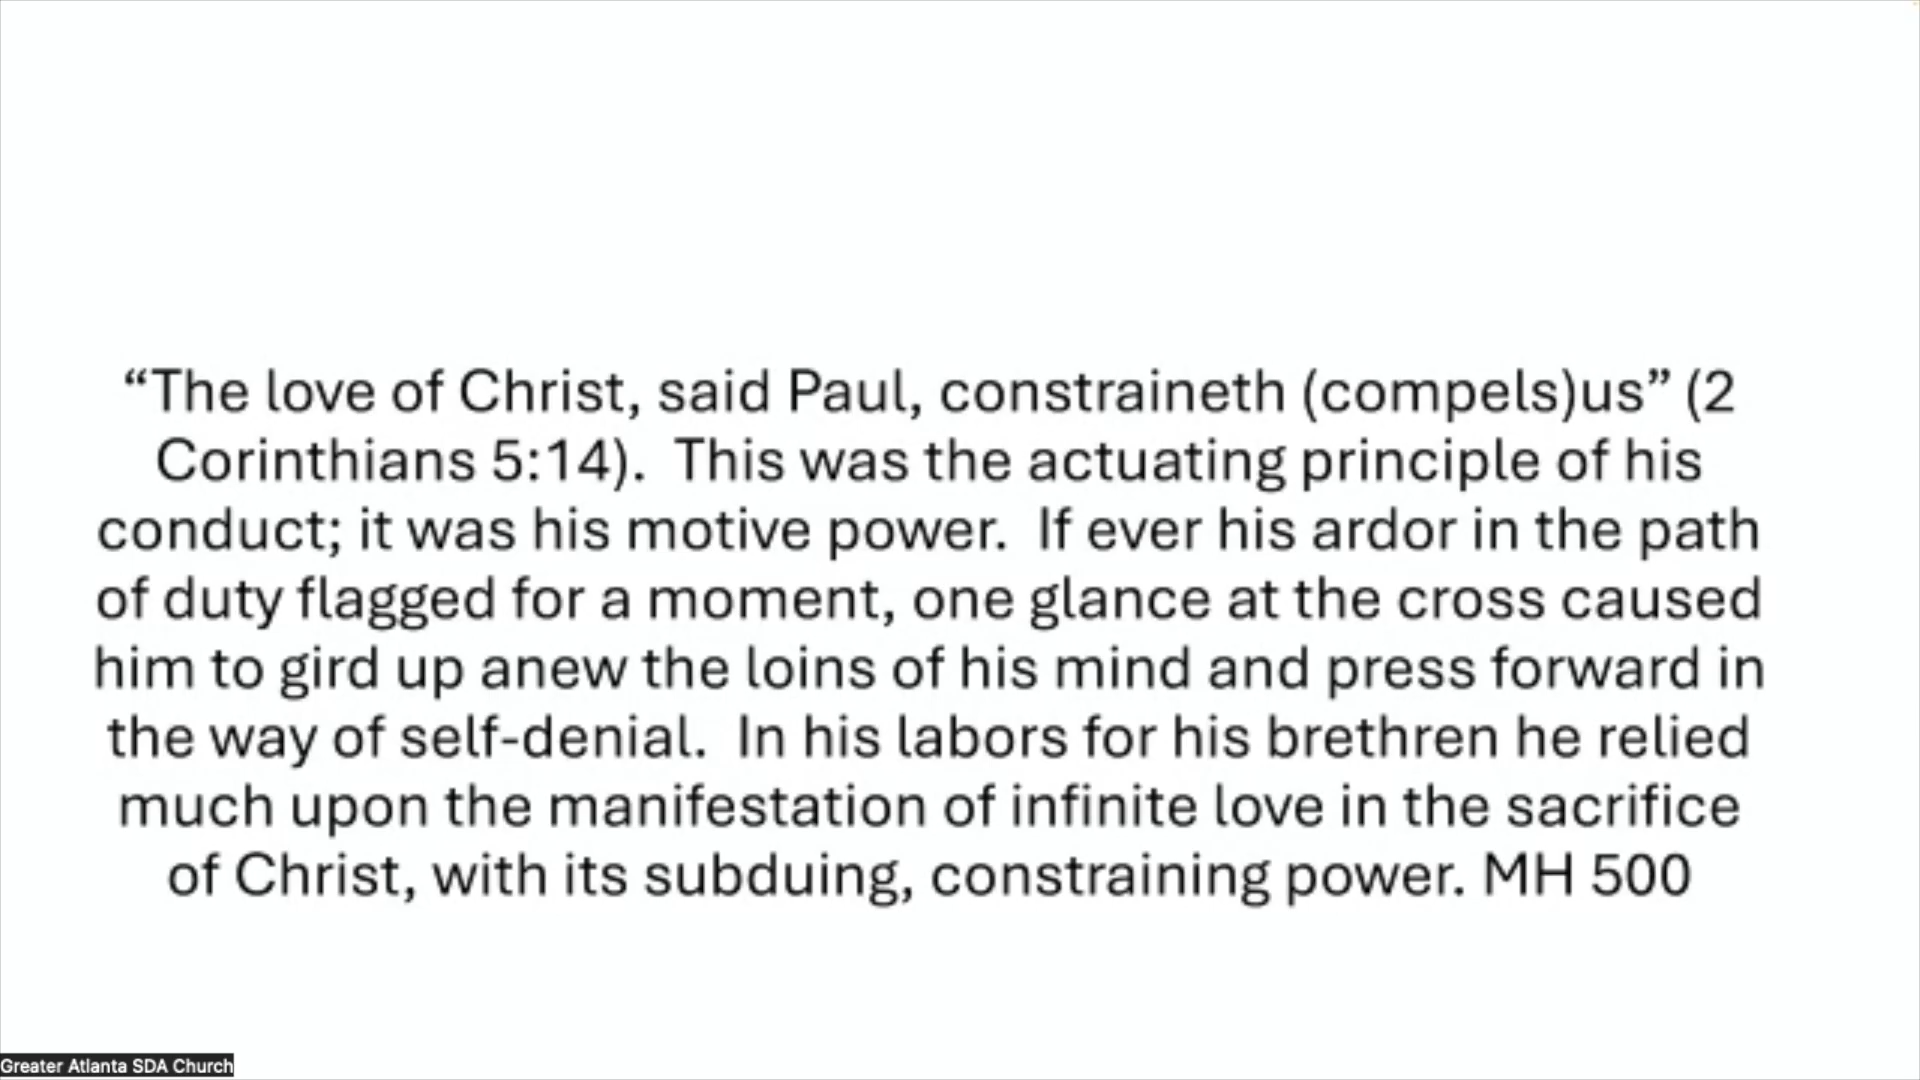 “The love of Christ, said Paul, constraineth (compels)us” (2
Corinthians 5:14).  This was the actuating principle of his
conduct; it was his motive power.  If ever his ardor in the path
of duty flagged for a moment, one glance at the cross caused
him to gird up anew the loins of his mind and press forward in
the way of self-denial.  In his labors for his brethren he relied
much upon the manifestation of infinite love in the sacrifice
of Christ, with its subduing, constraining power. MH 500
Greater Atlanta SDA Church